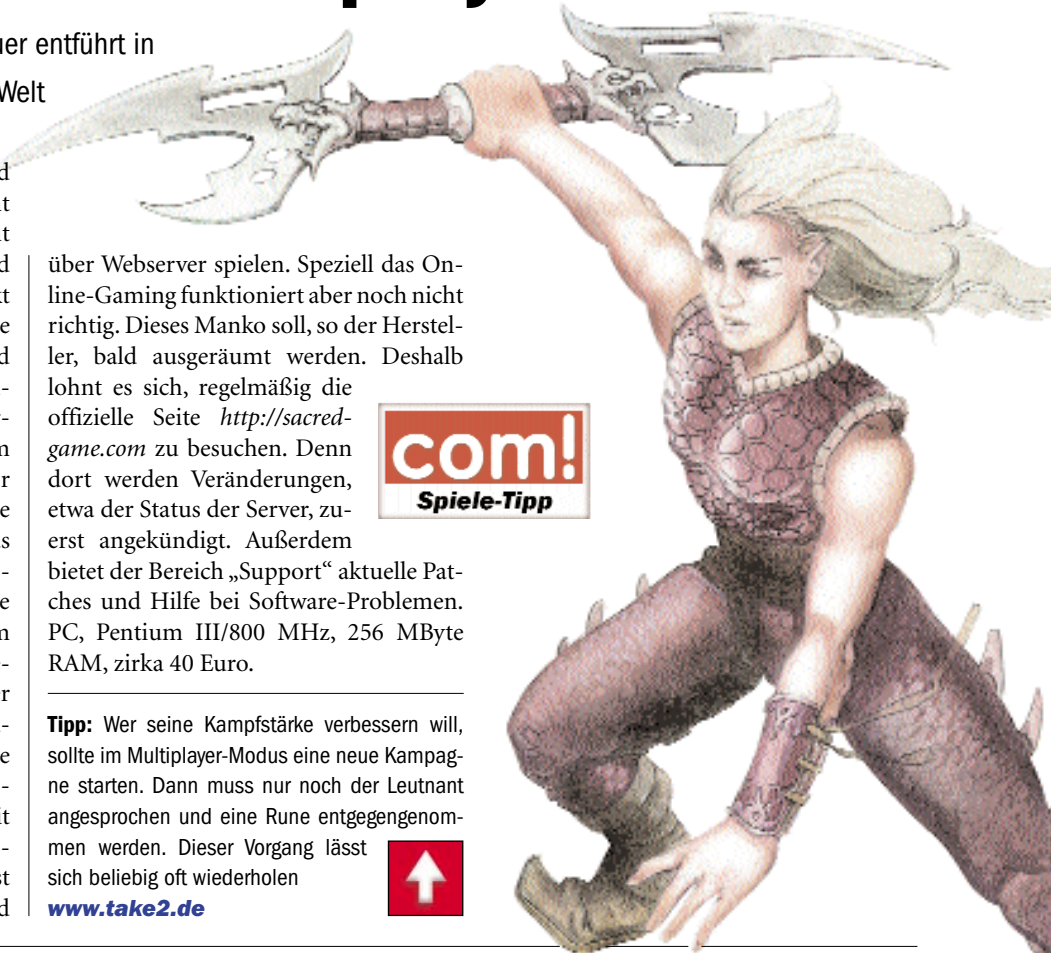 uer entführt in
Welt
über Webserver spielen. Speziell das On-
line-Gaming funktioniert aber noch nicht
richtig. Dieses Manko soll, so der Herstel-
ler, bald ausgeräumt werden. Deshalb
lohnt es sich, regelmäßig die
offizielle Seite http://sacred-
game.com zu besuchen. Denn
dort werden Veränderungen,
etwa der Status der Server, zu-
erst angekündigt. Außerdem
bietet der Bereich „Support“ aktuelle Pat-
ches und Hilfe bei Software-Problemen.
PC, Pentium III/800 MHz, 256 MByte
RAM, zirka 40 Euro.
com!
Spiele-Tipp
Tipp: Wer seine Kampfstärke verbessern will,
sollte im Multiplayer-Modus eine neue Kampag-
ne starten. Dann muss nur noch der Leutnant
angesprochen und eine Rune entgegengenom-
men werden. Dieser Vorgang lässt
sich beliebig oft wiederholen
www.take2.de